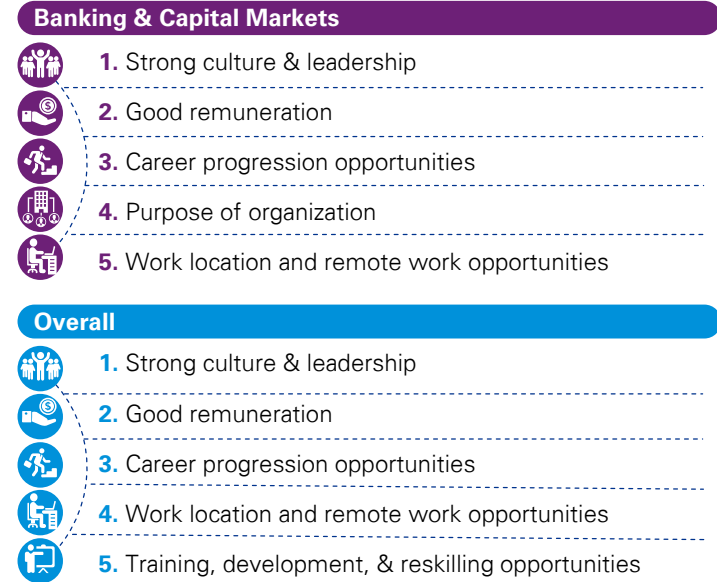 Banking & Capital Markets
1. Strong culture & leadership
2. Good remuneration
3. Career progression opportunities
4. Purpose of organization
5. Work location and remote work opportunities
Overall
1. Strong culture & leadership
2. Good remuneration
3. Career progression opportunities
4. Work location and remote work opportunities
5. Training, development, & reskilling opportunities